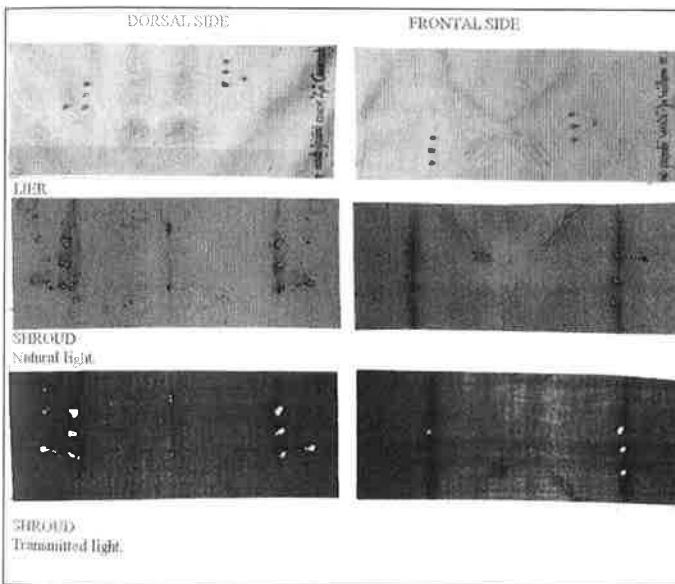 DORSAL SIDE
FRONTAL SIDE
LIER
SHROUD
Natural light.
SHROUD
Transmitted light.